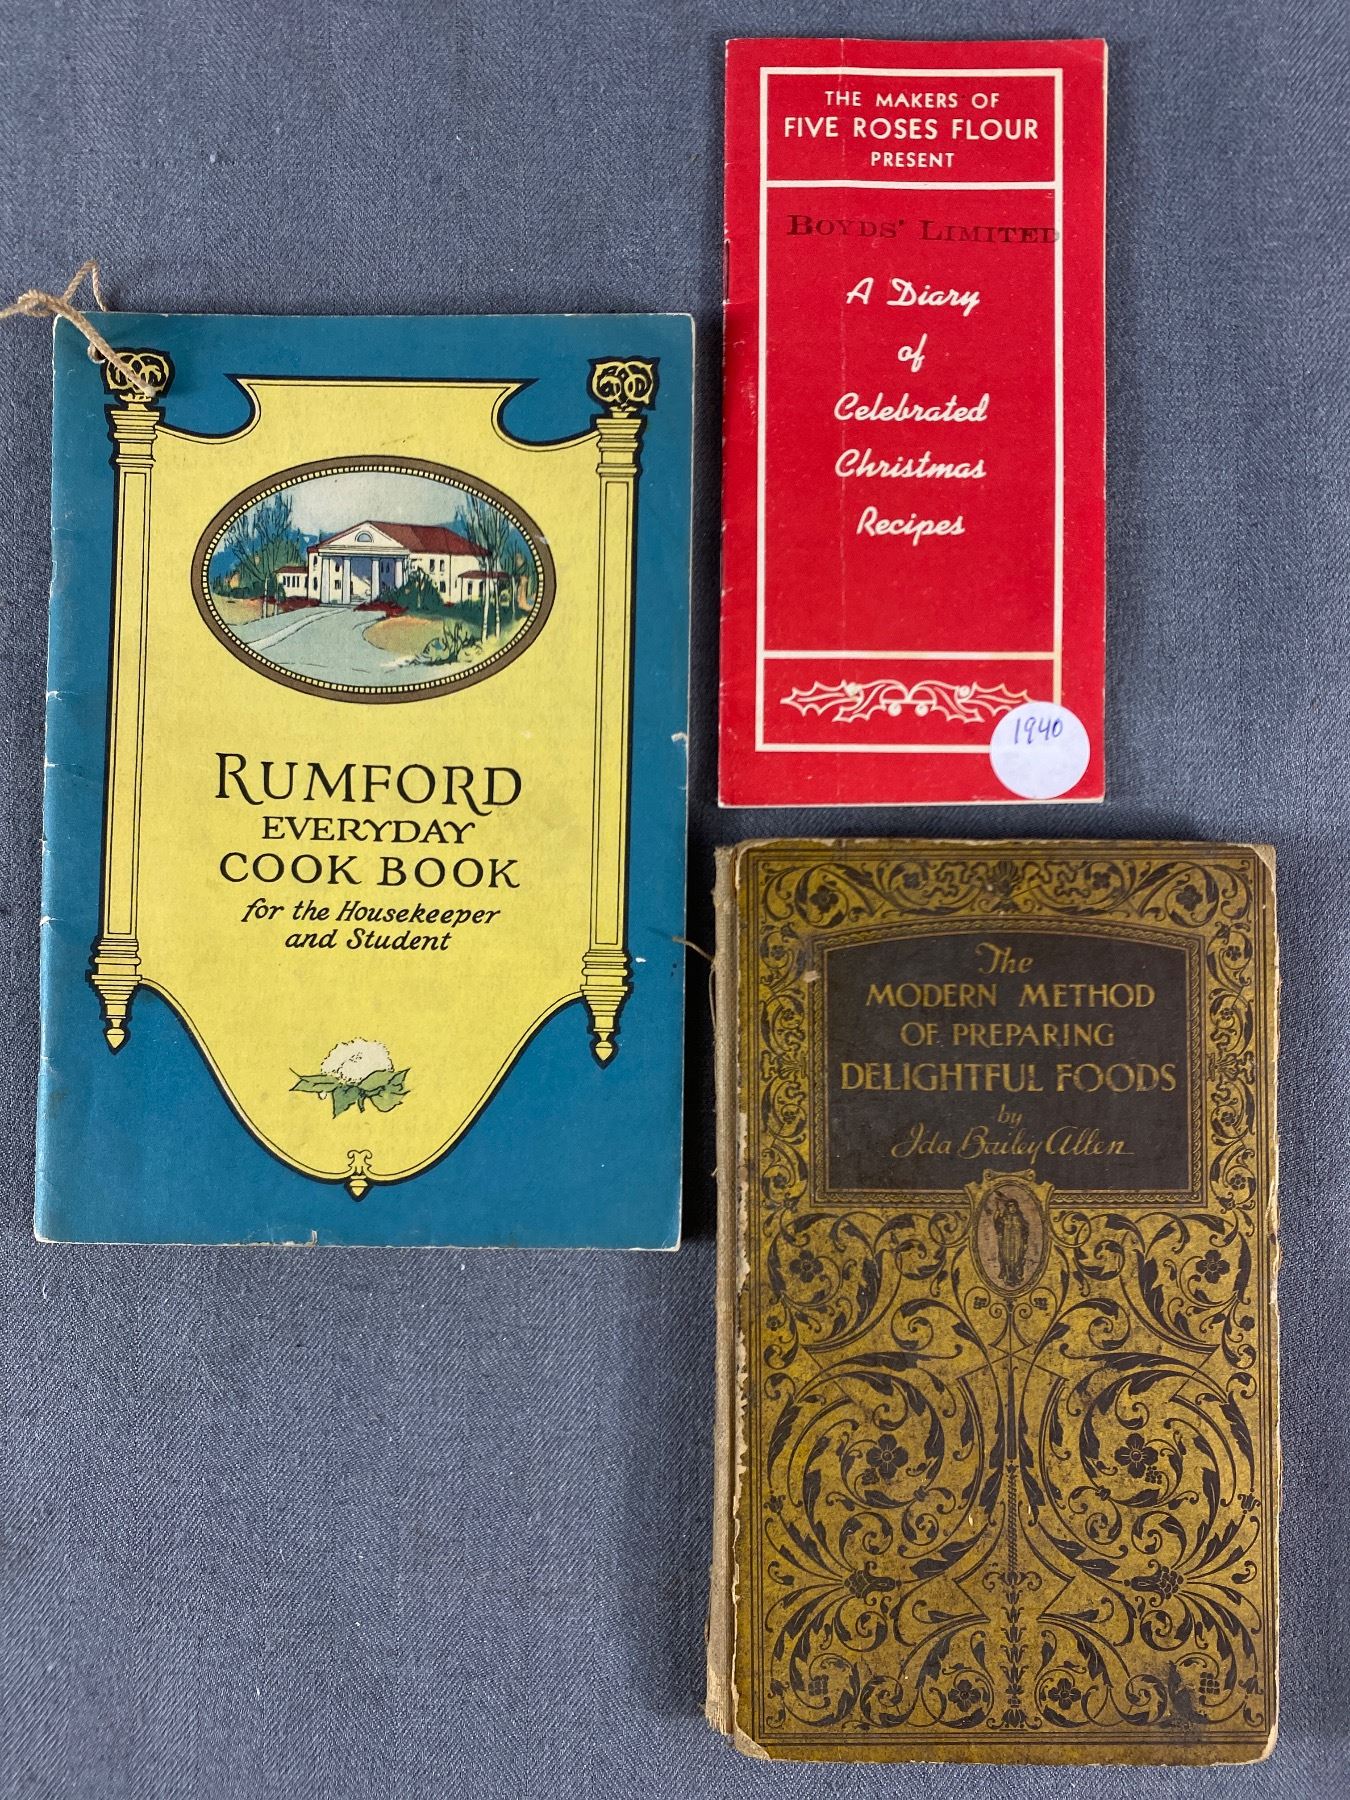 THE MAKERS OF
FIVE ROSES FLOUR
PRESENT
BOYDS' LIMITED
A Diary
of
Celebrated
Christmas
Recipes
1940
RUMFORD
EVERYDAY
COOK BOOK
for the Housekeeper
and Student
The
MODERN METHOD
OF PREPARING
DELIGHTFUL FOODS
by
Ida Bailey Allen